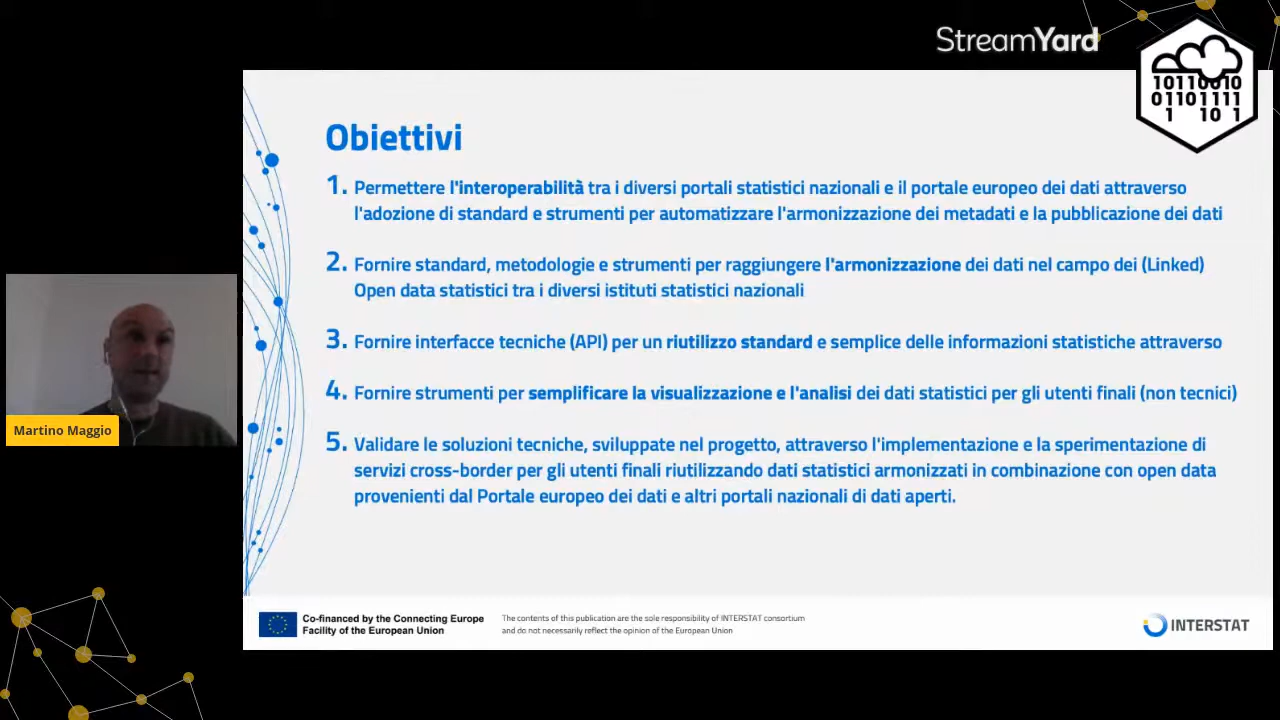 StreamYard
10110010
01101111
1 10 1
Obiettivi
1. Permettere l'interoperabilità tra i diversi portali statistici nazionali e il portale europeo dei dati attraverso
l'adozione di standard e strumenti per automatizzare l'armonizzazione dei metadati e la pubblicazione dei dati
2. Fornire standard, metodologie e strumenti per raggiungere l'armonizzazione dei dati nel campo dei (Linked)
Open data statistici tra i diversi istituti statistici nazionali
3. Fornire interfacce tecniche (API) per un riutilizzo standard e semplice delle informazioni statistiche attraverso
4. Fornire strumenti per semplificare la visualizzazione e l'analisi dei dati statistici per gli utenti finali (non tecnici)
5. Validare le soluzioni tecniche, sviluppate nel progetto, attraverso l'implementazione e la sperimentazione di
servizi cross-border per gli utenti finali riutilizzando dati statistici armonizzati in combinazione con open data
provenienti dal Portale europeo dei dati e altri portali nazionali di dati aperti.
Martino Maggio
Co-financed by the Connecting Europe
Facility of the European Union
The contents of this publication are the sole responsibility of INTERSTAT consortium
and do not necessarily reflect the opinion of the European Union
INTERSTAT